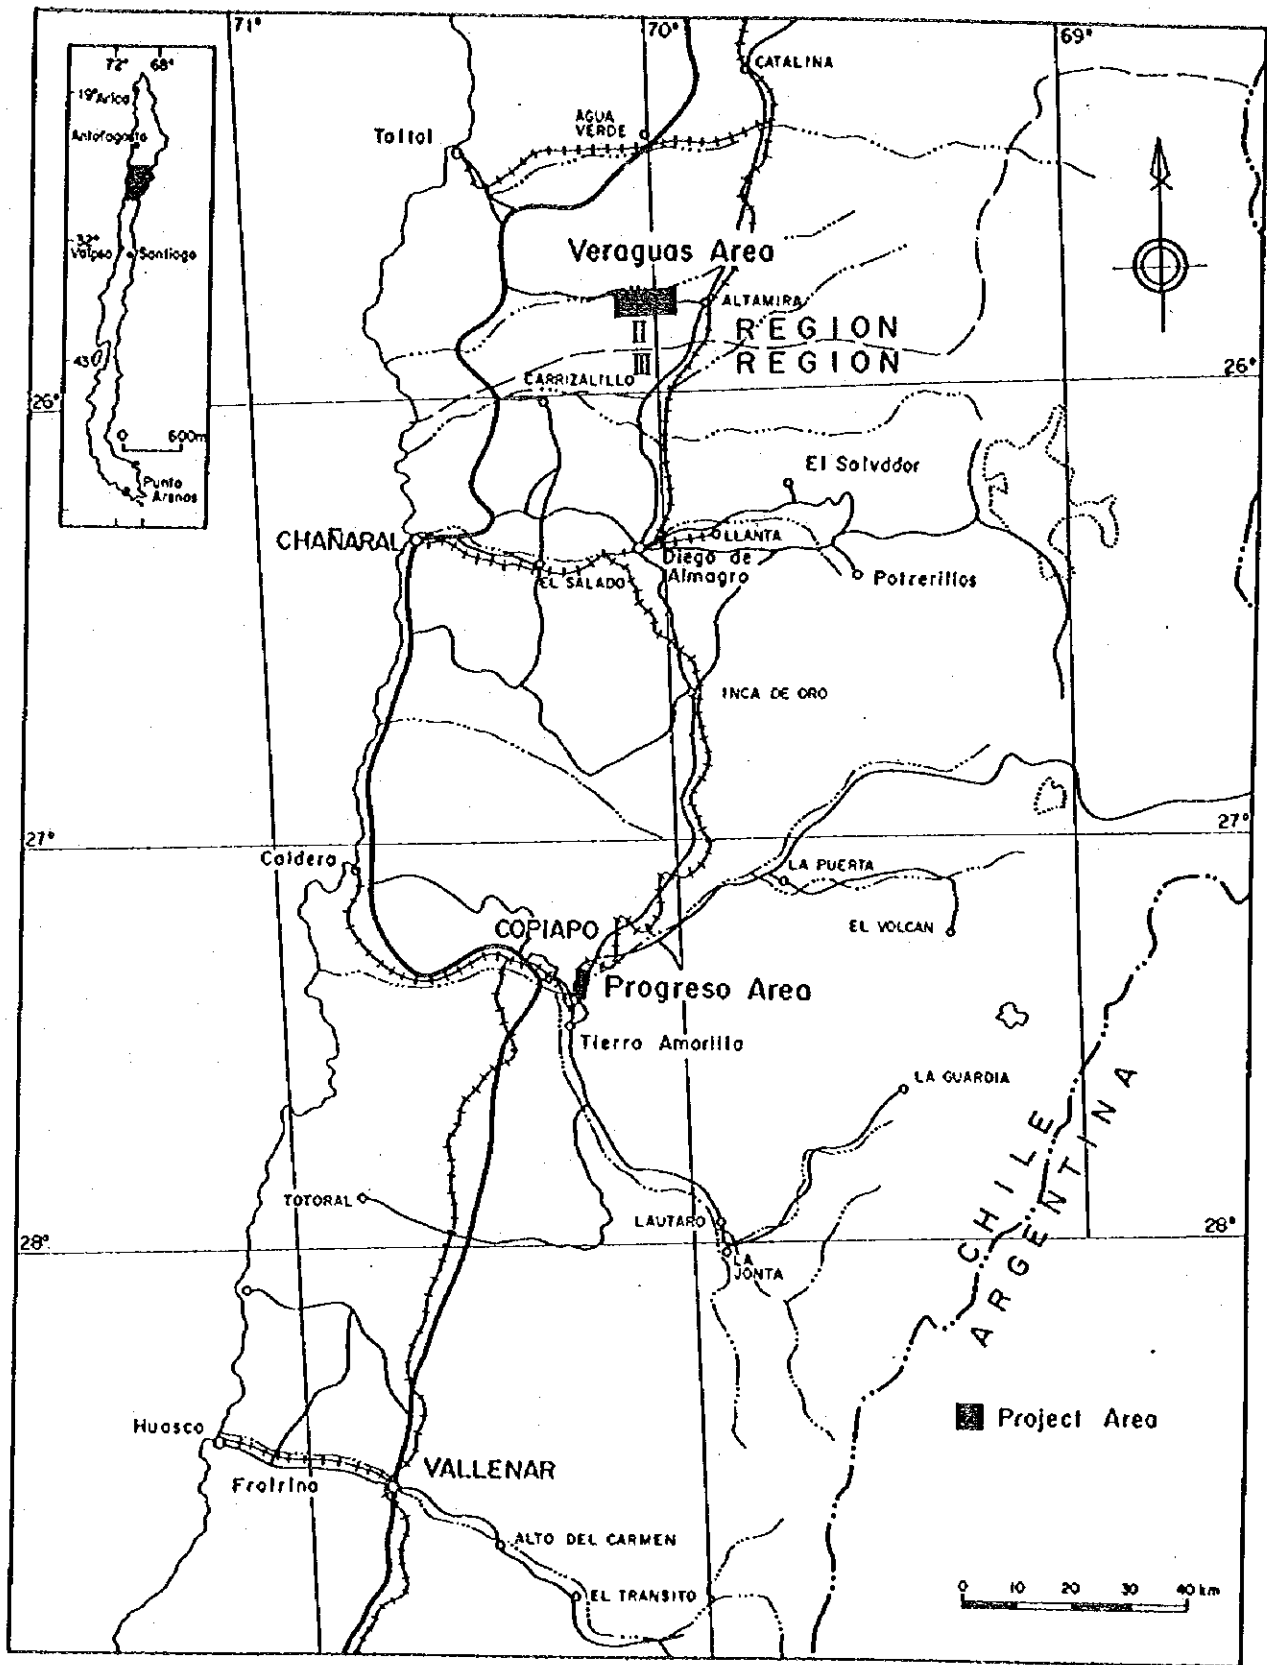 71°
70°
69°
72° 68°
19° Arica
Antofagasta
32°
Valpso Santiago
43°
0 600m
Punta
Arenas
CATALINA
AGUA
VERDE
Taltal
Veraguas Area
ALTAMIRA
II REGION
III REGION
CARRIZALILLO
26°
26°
El Salvador
CHAÑARAL
LLANTA
Diego de
Almagro
EL SALADO
Potrerillos
INCA DE ORO
27°
27°
Caldera
LA PUERTA
COPIAPO
EL VOLCAN
Progreso Area
Tierra Amarilla
LA GUARDIA
CHILE
ARGENTINA
TOTORAL
LAUTARO
28°
28°
LA
JONTA
Huasco
Project Area
Freirina
VALLENAR
ALTO DEL CARMEN
EL TRANSITO
0 10 20 30 40 km